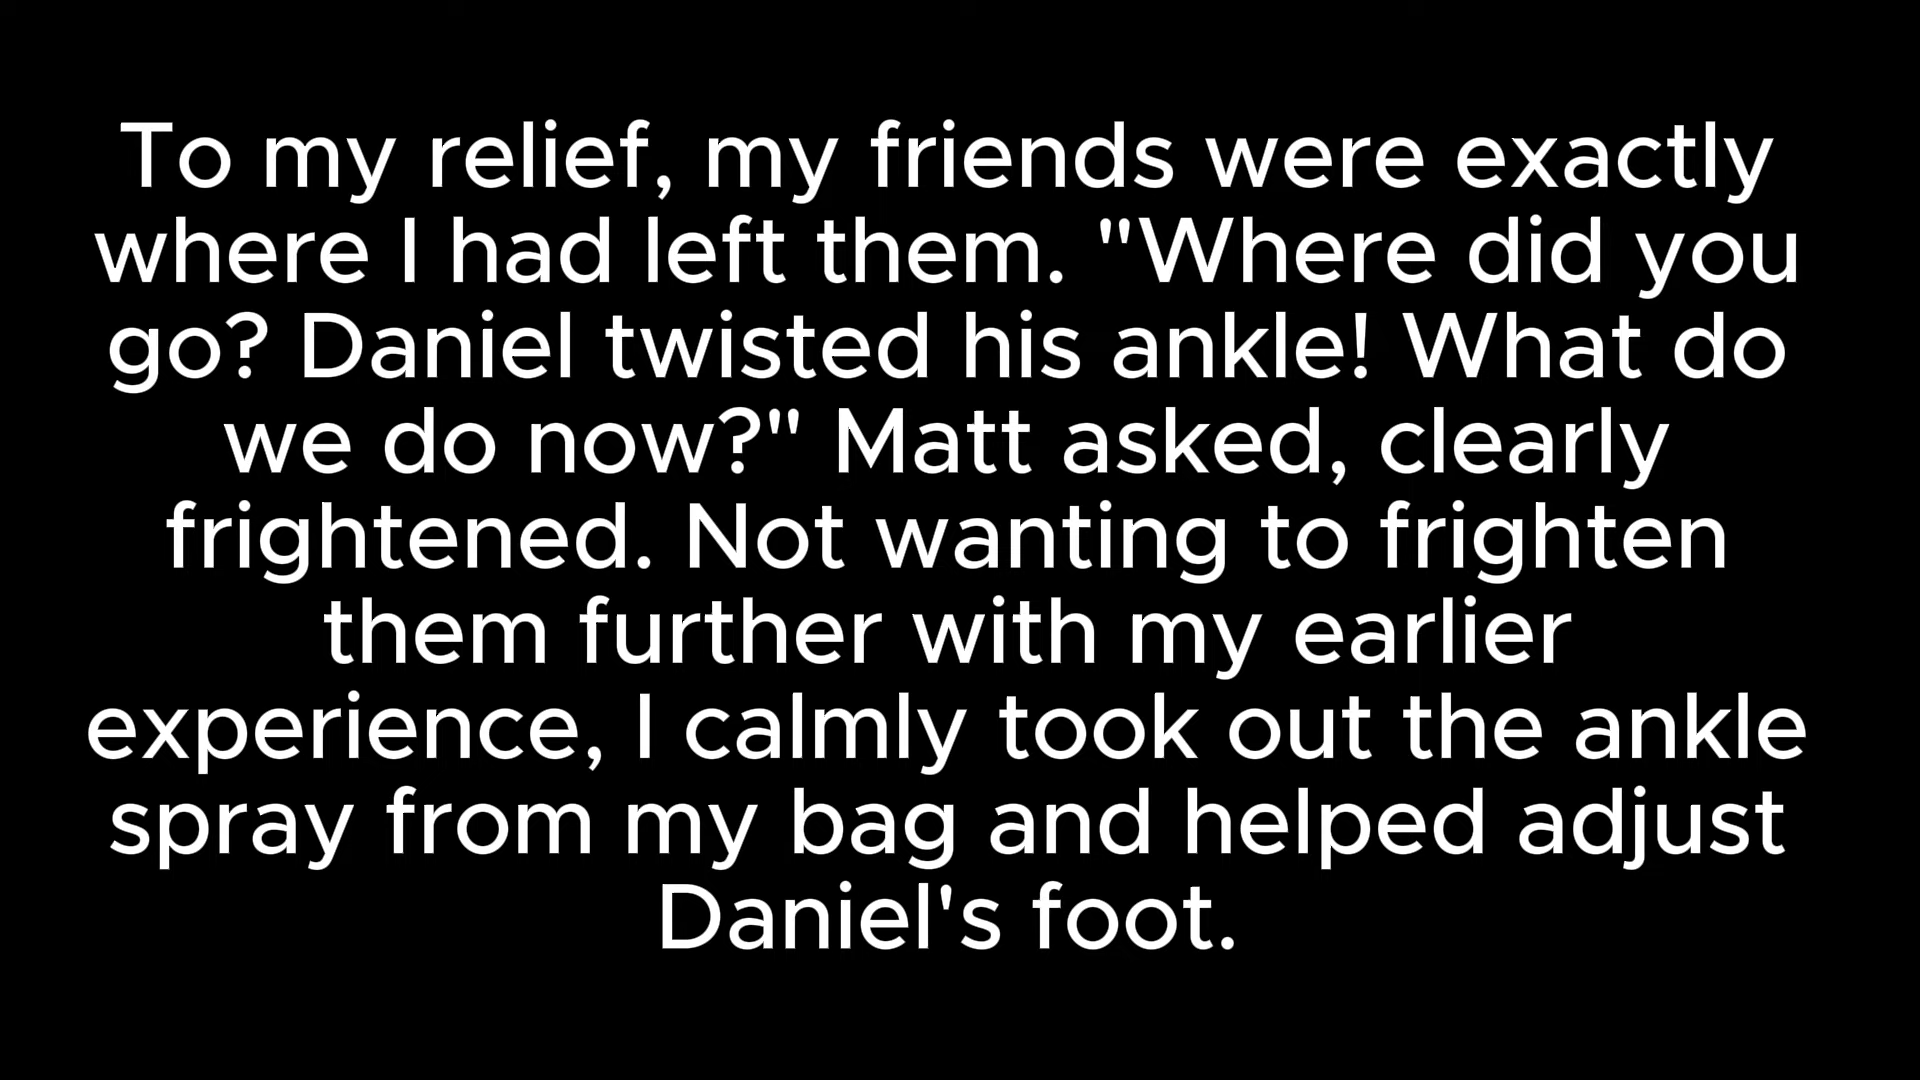 To my relief, my friends were exactly
where I had left them. "Where did you
go? Daniel twisted his ankle! What do
we do now?" Matt asked, clearly
frightened. Not wanting to frighten
them further with my earlier
experience, I calmly took out the ankle
spray from my bag and helped adjust
Daniel's foot.